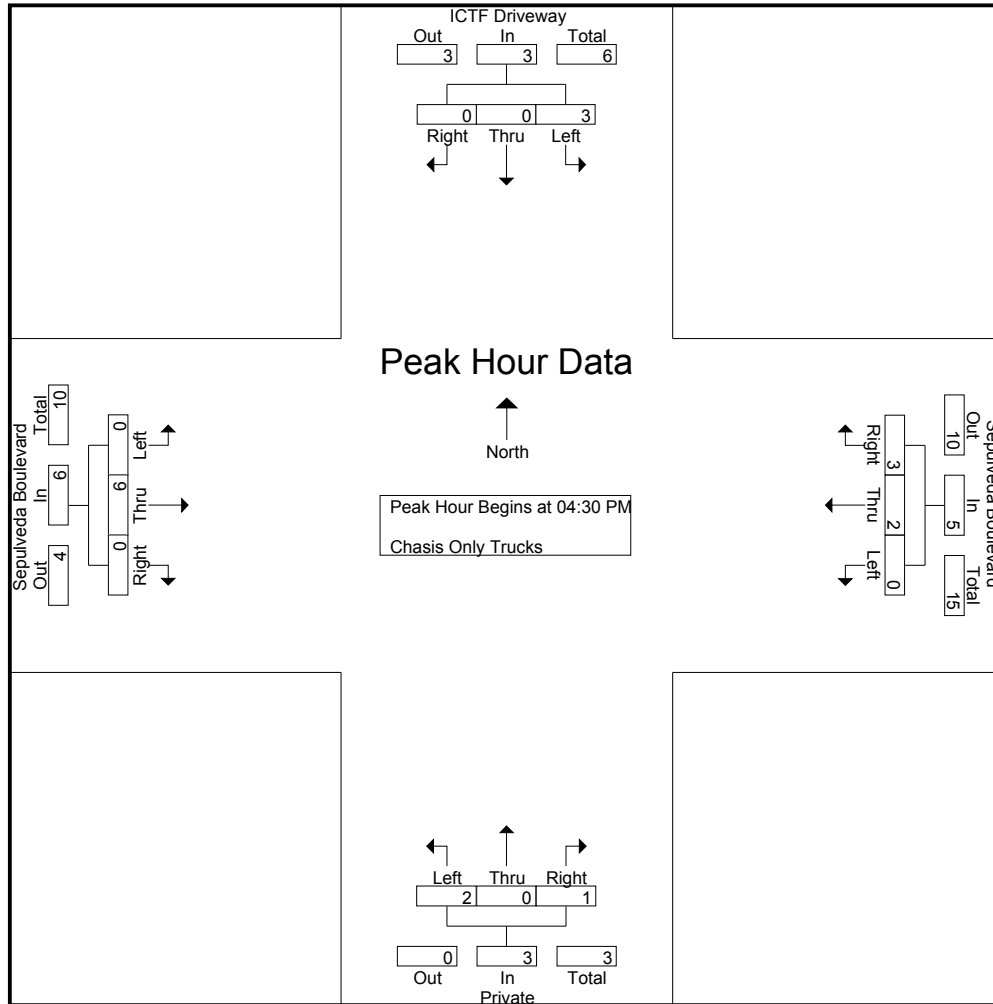 ICTF Driveway
Out In Total
3 3 6
0 0 3
Right Thru Left
Peak Hour Data
North
Peak Hour Begins at 04:30 PM
Chasis Only Trucks
Sepulveda Boulevard
Total In Out
10 6 4
0 6 0
Left Thru Right
Right Thru Left
3 2 0
Out In Total
10 5 15
Sepulveda Boulevard
Left Thru Right
2 0 1
0 3 3
Out In Total
Private